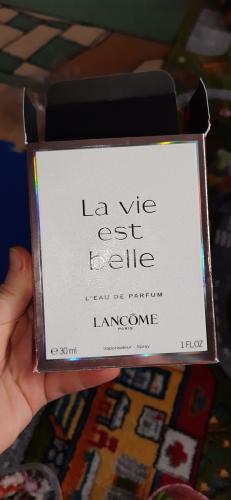 La vie
est
belle
L'EAU DE PARFUM
LANCÔME
PARIS
Vaporisateur - Spray
℮ 30 ml 1 FL.OZ